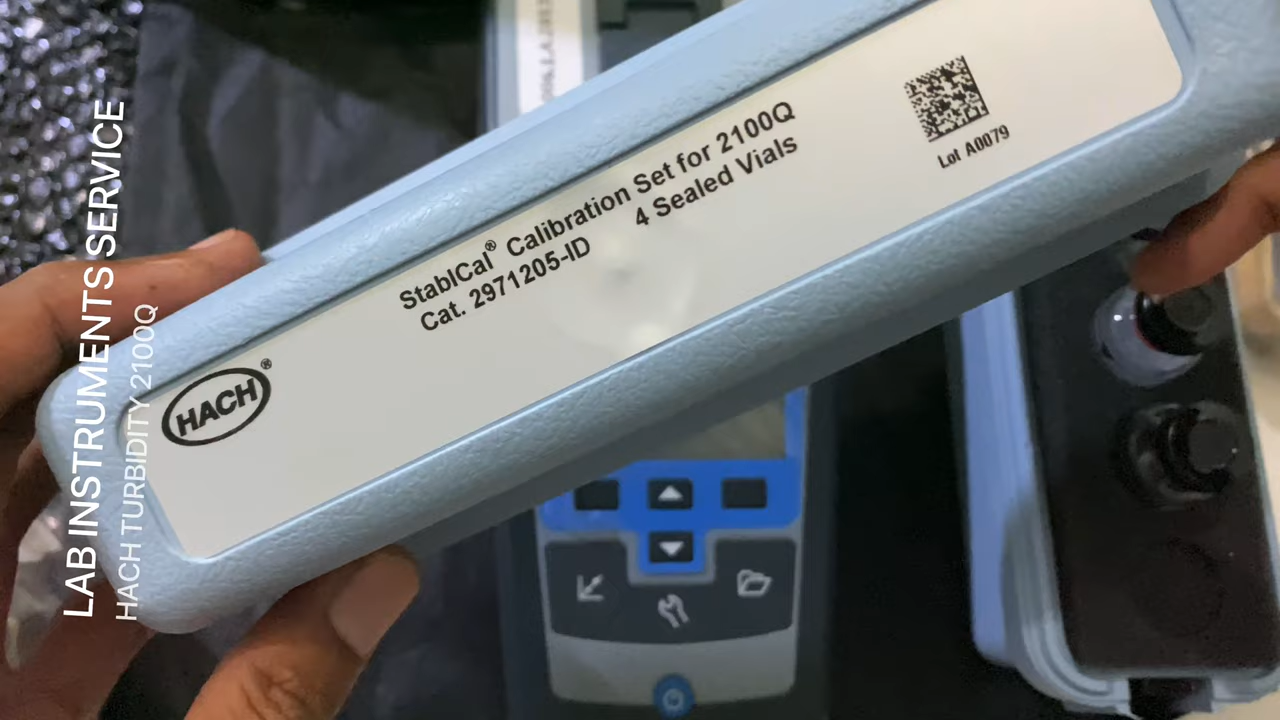 LAB INSTRUMENTS SERVICE
HACH TURBIDITY 2100Q
StablCal® Calibration Set for 2100Q
Cat. 2971205-ID 4 Sealed Vials
Lot A0079
HACH®